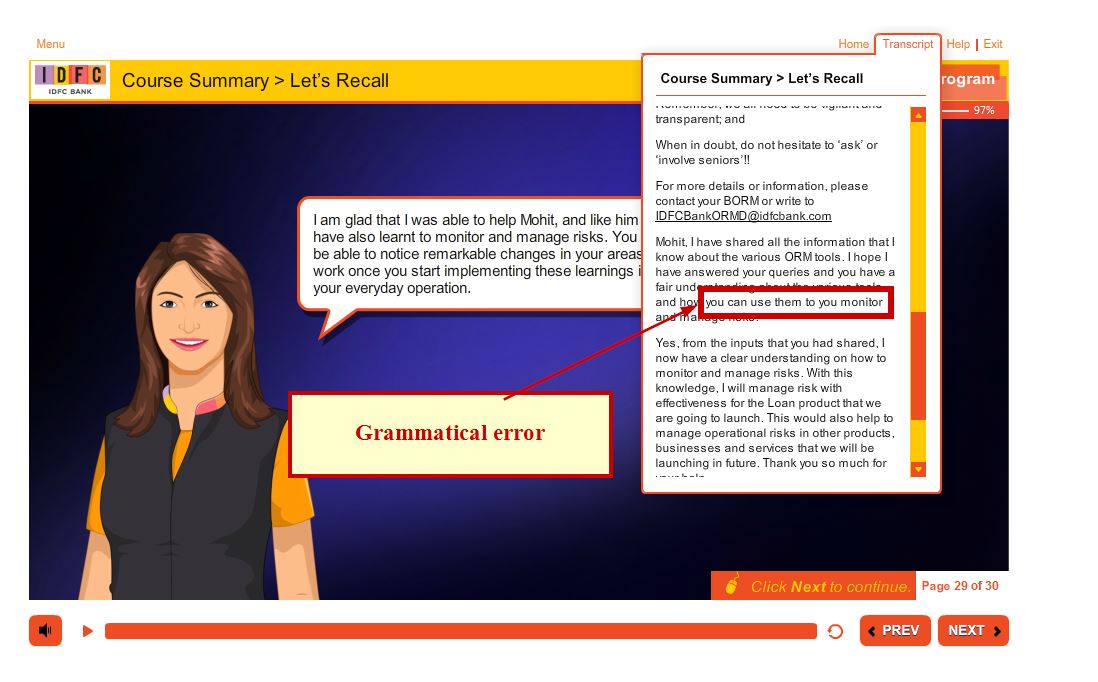 Menu
Home Transcript Help | Exit
IDFC
IDFC BANK
Course Summary > Let's Recall
Course Summary > Let's Recall
rogram
97%
Remember, we all need to be vigilant and
transparent; and
When in doubt, do not hesitate to ‘ask’ or
‘involve seniors’!!
For more details or information, please
contact your BORM or write to
IDFCBankORMD@idfcbank.com
Mohit, I have shared all the information that I
know about the various ORM tools. I hope I
have answered your queries and you have a
fair understanding about the various tools
and how you can use them to you monitor
and manage risks.
Yes, from the inputs that you had shared, I
now have a clear understanding on how to
monitor and manage risks. With this
knowledge, I will manage risk with
effectiveness for the Loan product that we
are going to launch. This would also help to
manage operational risks in other products,
businesses and services that we will be
launching in future. Thank you so much for
your help.
I am glad that I was able to help Mohit, and like him
have also learnt to monitor and manage risks. You
be able to notice remarkable changes in your areas
work once you start implementing these learnings i
your everyday operation.
Grammatical error
Click Next to continue.
Page 29 of 30
PREV
NEXT